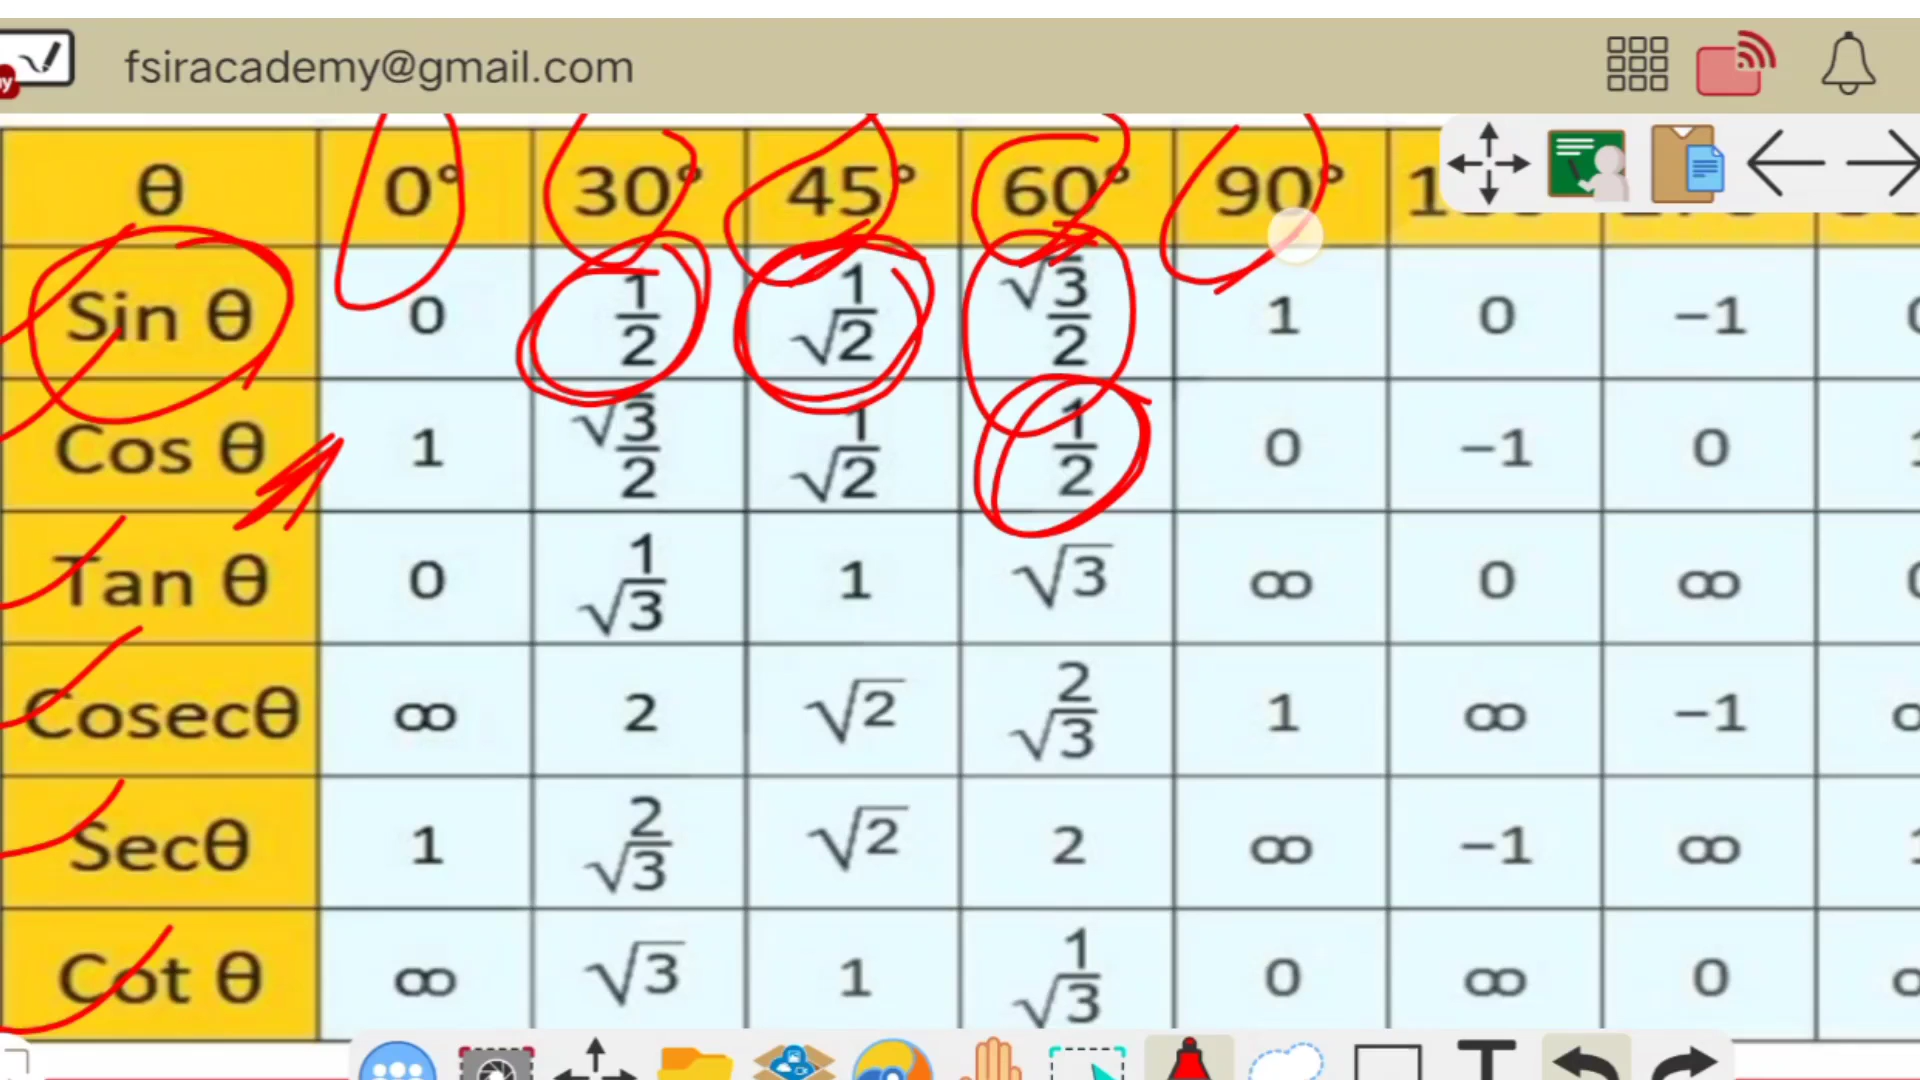 fsiracademy@gmail.com
θ 0° 30° 45° 60° 90°
Sin θ 0 1/2 1/√2 √3/2 1 0 −1
Cos θ 1 √3/2 1/√2 1/2 0 −1 0
Tan θ 0 1/√3 1 √3 ∞ 0 ∞
Cosecθ ∞ 2 √2 2/√3 1 ∞ −1
Secθ 1 2/√3 √2 2 ∞ −1 ∞
Cot θ ∞ √3 1 1/√3 0 ∞ 0